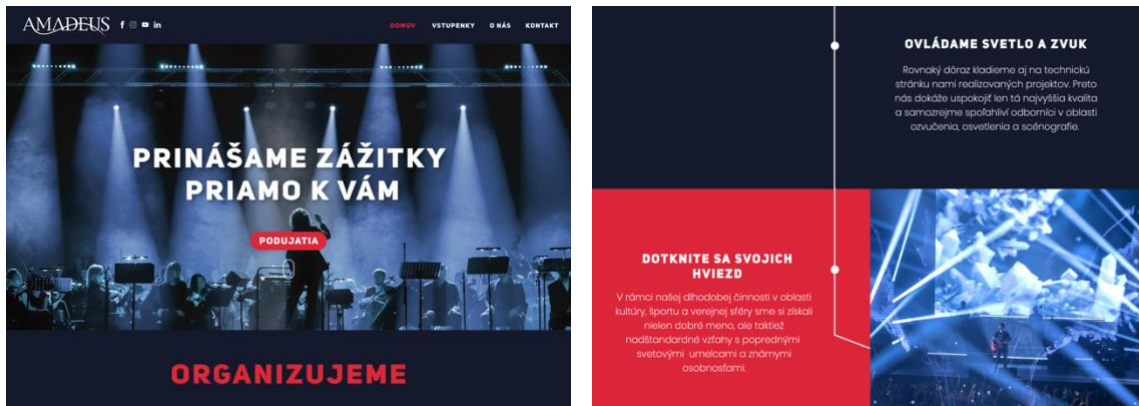 AMADEUS
DOMOV VSTUPENKY O NÁS KONTAKT
PRINÁŠAME ZÁŽITKY
PRIAMO K VÁM
PODUJATIA
ORGANIZUJEME
OVLÁDAME SVETLO A ZVUK
Rovnaký dôraz kladieme aj na technickú
stránku nami realizovaných projektov. Preto
nás dokáže uspokojiť len tá najvyššia kvalita
a samozrejme spoľahliví odborníci v oblasti
ozvučenia, osvetlenia a scénografie.
DOTKNITE SA SVOJICH
HVIEZD
V rámci našej dlhodobej činnosti v oblasti
kultúry, športu a verejnej sféry sme si získali
nielen dobré meno, ale taktiež
nadštandardné vzťahy s poprednými
svetovými umelcami a známymi
osobnosťami.